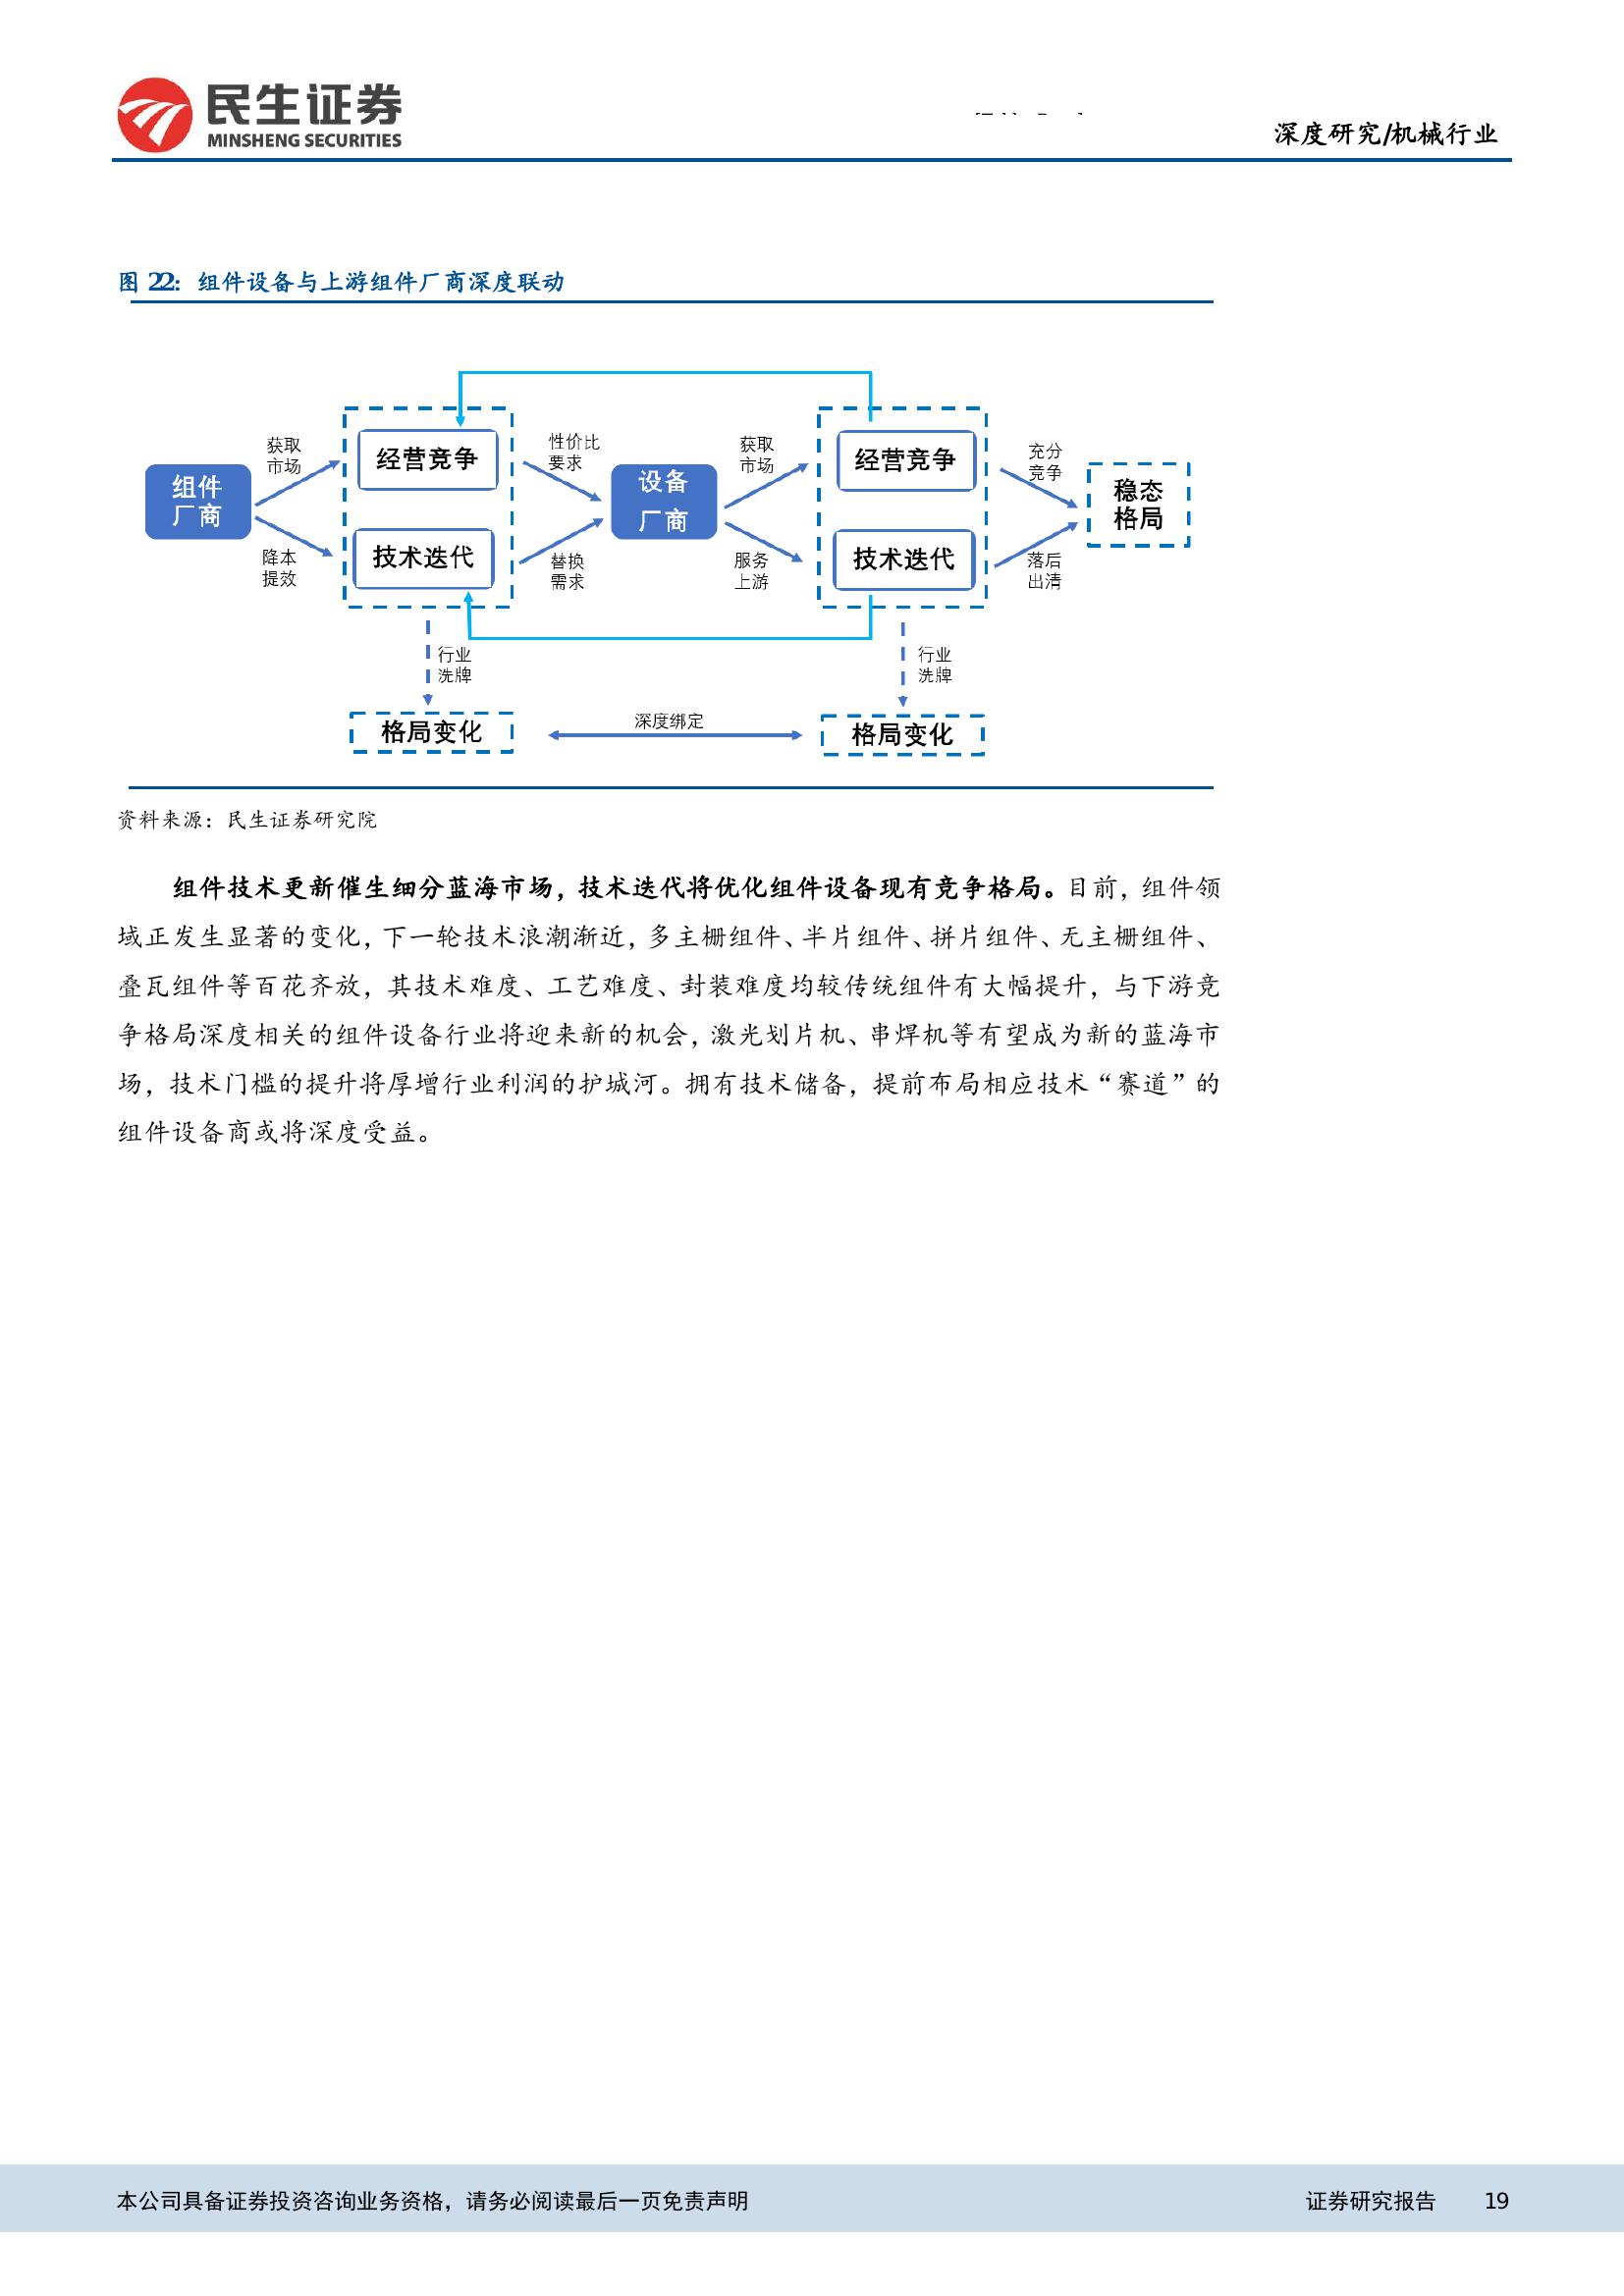 民生证券
MINSHENG SECURITIES
深度研究/机械行业
图 22：组件设备与上游组件厂商深度联动
组件
厂商
获取
市场
降本
提效
经营竞争
技术迭代
性价比
要求
替换
需求
设备
厂商
获取
市场
服务
上游
经营竞争
技术迭代
充分
竞争
落后
出清
稳态
格局
行业
洗牌
行业
洗牌
格局变化
深度绑定
格局变化
资料来源：民生证券研究院
组件技术更新催生细分蓝海市场，技术迭代将优化组件设备现有竞争格局。目前，组件领
域正发生显著的变化，下一轮技术浪潮渐近，多主栅组件、半片组件、拼片组件、无主栅组件、
叠瓦组件等百花齐放，其技术难度、工艺难度、封装难度均较传统组件有大幅提升，与下游竞
争格局深度相关的组件设备行业将迎来新的机会，激光划片机、串焊机等有望成为新的蓝海市
场，技术门槛的提升将厚增行业利润的护城河。拥有技术储备，提前布局相应技术“赛道”的
组件设备商或将深度受益。
本公司具备证券投资咨询业务资格，请务必阅读最后一页免责声明
证券研究报告 19